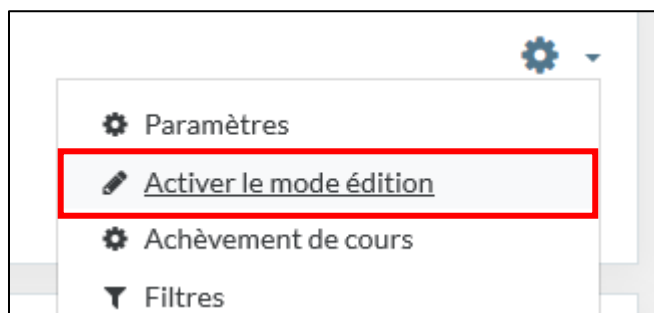 Paramètres
Activer le mode édition
Achèvement de cours
Filtres